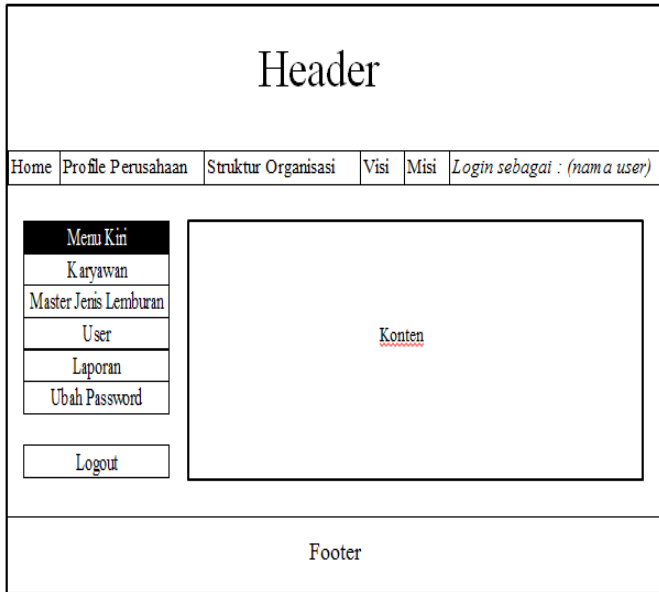 Header
Home Profile Perusahaan Struktur Organisasi Visi Misi Login sebagai : (nama user)
Menu Kiri
Karyawan
Master Jenis Lemburan
User
Laporan
Ubah Password
Logout
Konten
Footer